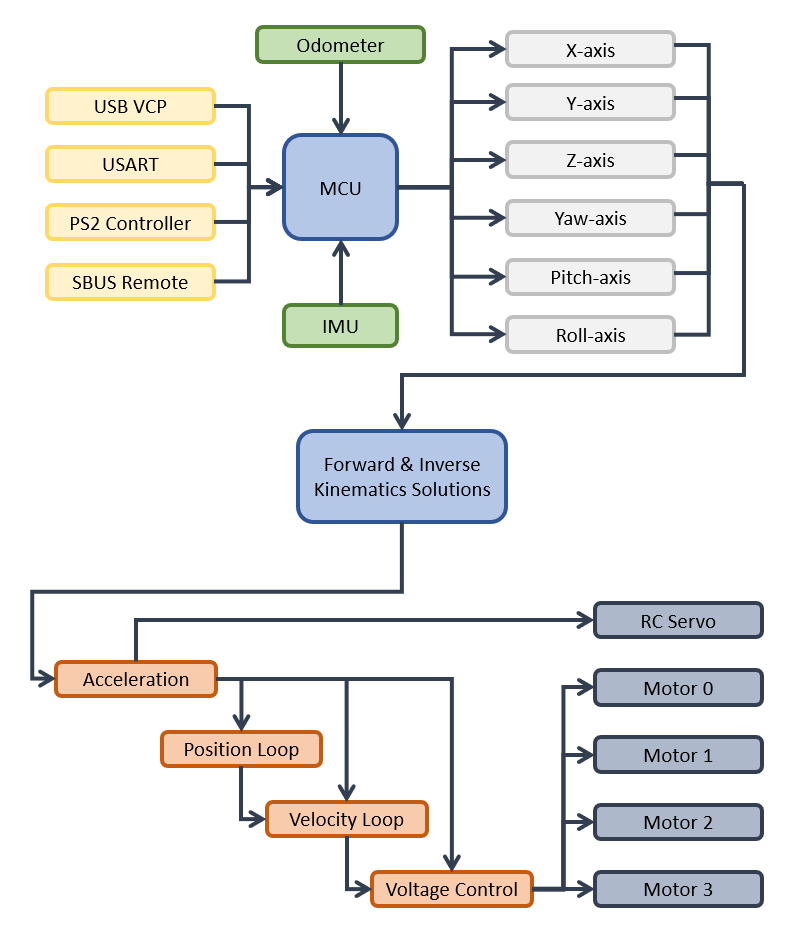 Odometer
USB VCP
USART
PS2 Controller
SBUS Remote
MCU
IMU
X-axis
Y-axis
Z-axis
Yaw-axis
Pitch-axis
Roll-axis
Forward & Inverse
Kinematics Solutions
Acceleration
Position Loop
Velocity Loop
Voltage Control
RC Servo
Motor 0
Motor 1
Motor 2
Motor 3